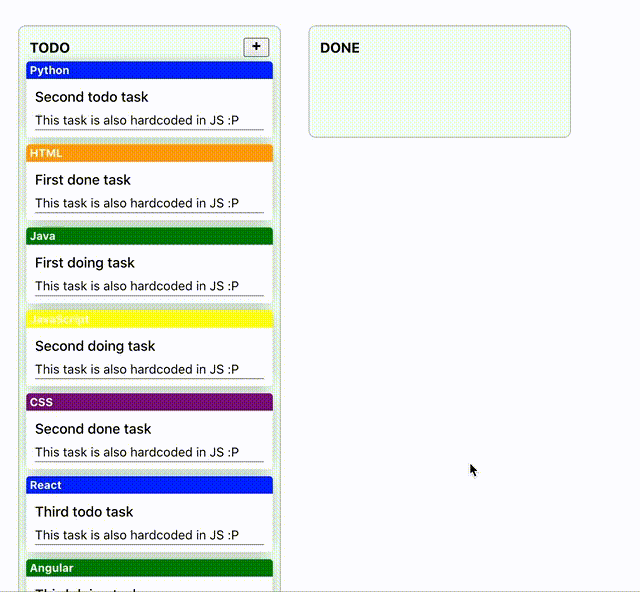 TODO
+
Python
Second todo task
This task is also hardcoded in JS :P
HTML
First done task
This task is also hardcoded in JS :P
Java
First doing task
This task is also hardcoded in JS :P
JavaScript
Second doing task
This task is also hardcoded in JS :P
CSS
Second done task
This task is also hardcoded in JS :P
React
Third todo task
This task is also hardcoded in JS :P
Angular
DONE